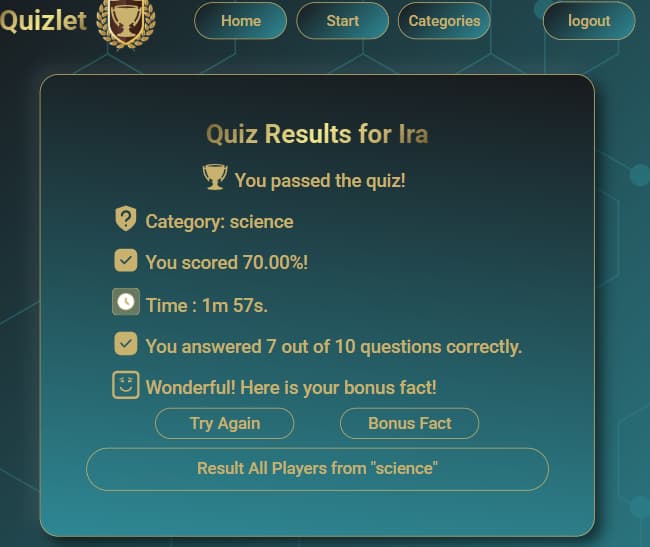 Quizlet
Home
Start
Categories
logout
Quiz Results for Ira
You passed the quiz!
Category: science
You scored 70.00%!
Time : 1m 57s.
You answered 7 out of 10 questions correctly.
Wonderful! Here is your bonus fact!
Try Again
Bonus Fact
Result All Players from "science"